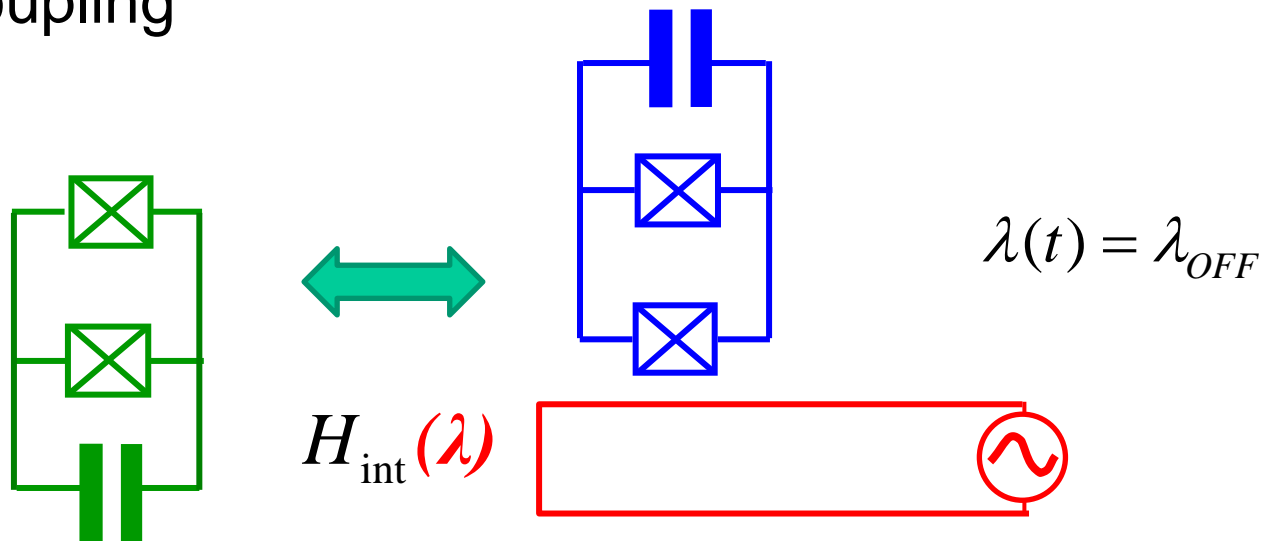 upling
λ(t) = λ_OFF
H_int(λ)